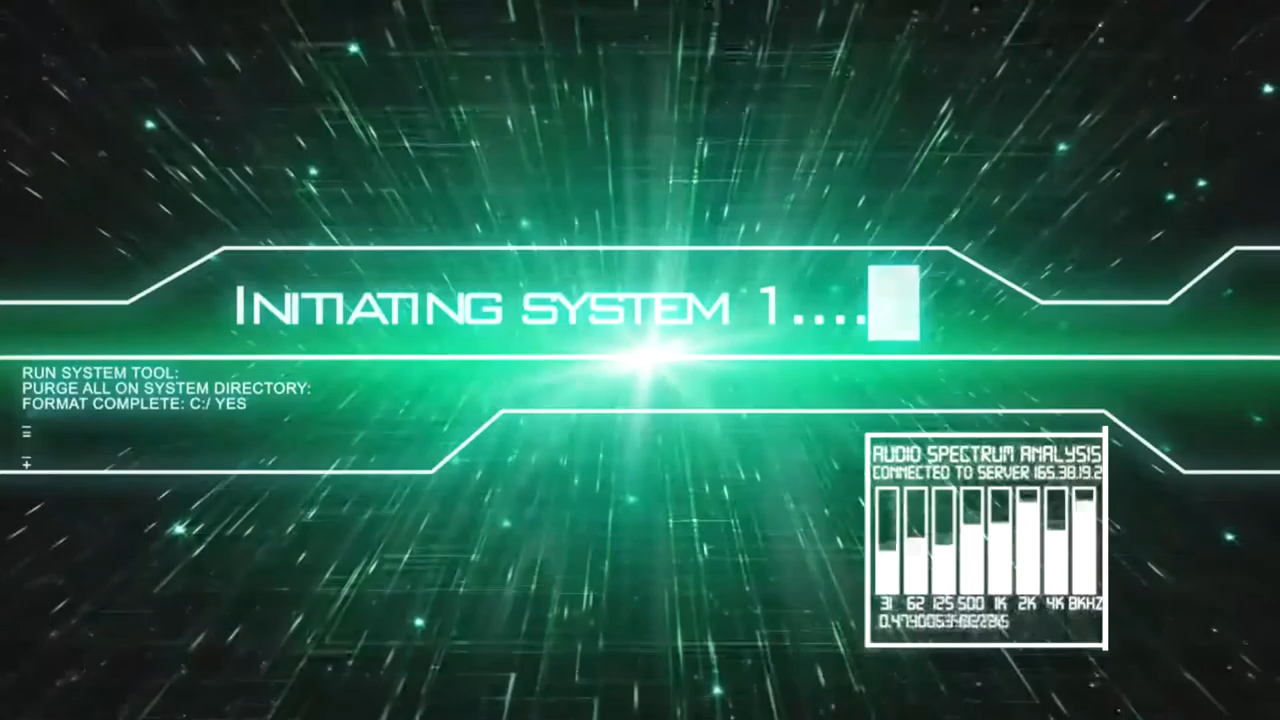 INITIATING SYSTEM 1....
RUN SYSTEM TOOL:
PURGE ALL ON SYSTEM DIRECTORY:
FORMAT COMPLETE: C:/ YES
AUDIO SPECTRUM ANALYSIS
CONNECTED TO SERVER 165.38.19.2
31 62 125 500 1K 2K 4K 8KHZ